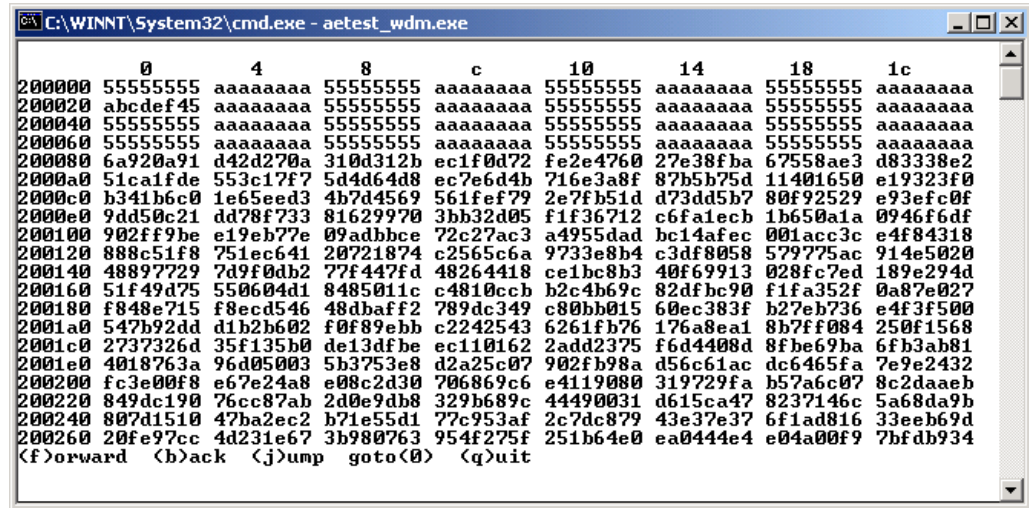 C:\WINNT\System32\cmd.exe - aetest_wdm.exe
0 4 8 c 10 14 18 1c
200000 55555555 aaaaaaaa 55555555 aaaaaaaa 55555555 aaaaaaaa 55555555 aaaaaaaa
200020 abcdef45 aaaaaaaa 55555555 aaaaaaaa 55555555 aaaaaaaa 55555555 aaaaaaaa
200040 55555555 aaaaaaaa 55555555 aaaaaaaa 55555555 aaaaaaaa 55555555 aaaaaaaa
200060 55555555 aaaaaaaa 55555555 aaaaaaaa 55555555 aaaaaaaa 55555555 aaaaaaaa
200080 6a920a91 d42d270a 310d312b ec1f0d72 fe2e4760 27e38fba 67558ae3 d83338e2
2000a0 51ca1fde 553c17f7 5d4d64d8 ec7e6d4b 716e3a8f 87b5b75d 11401650 e19323f0
2000c0 b341b6c0 1e65eed3 4b7d4569 561fef79 2e7fb51d d73dd5b7 80f92529 e93efc0f
2000e0 9dd50c21 dd78f733 81629970 3bb32d05 f1f36712 c6fa1ecb 1b650a1a 0946f6df
200100 902ff9be e19eb77e 09adbbce 72c27ac3 a4955dad bc14afec 001acc3c e4f84318
200120 888c51f8 751ec641 20721874 c2565c6a 9733e8b4 c3df8058 579775ac 914e5020
200140 48897729 7d9f0db2 77f447fd 48264418 ce1bc8b3 40f69913 028fc7ed 189e294d
200160 51f49d75 550604d1 8485011c c4810ccb b2c4b69c 82dfbc90 f1fa352f 0a87e027
200180 f848e715 f8ecd546 48dbaff2 789dc349 c80bb015 60ec383f b27eb736 e4f3f500
2001a0 547b92dd d1b2b602 f0f89ebb c2242543 6261fb76 176a8ea1 8b7ff084 250f1568
2001c0 2737326d 35f135b0 de13dfbe ec110162 2add2375 f6d4408d 8fbe69ba 6fb3ab81
2001e0 4018763a 96d05003 5b3753e8 d2a25c07 902fb98a d56c61ac dc6465fa 7e9e2432
200200 fc3e00f8 e67e24a8 e08c2d30 706869c6 e4119080 319729fa b57a6c07 8c2daaeb
200220 849dc190 76cc87ab 2d0e9db8 329b689c 44490031 d615ca47 8237146c 5a68da9b
200240 807d1510 47ba2ec2 b71e55d1 77c953af 2c7dc879 43e37e37 6f1ad816 33eeb69d
200260 20fe97cc 4d231e67 3b980763 954f275f 251b64e0 ea0444e4 e04a00f9 7bfdb934
(f)orward (b)ack (j)ump goto(0) (q)uit